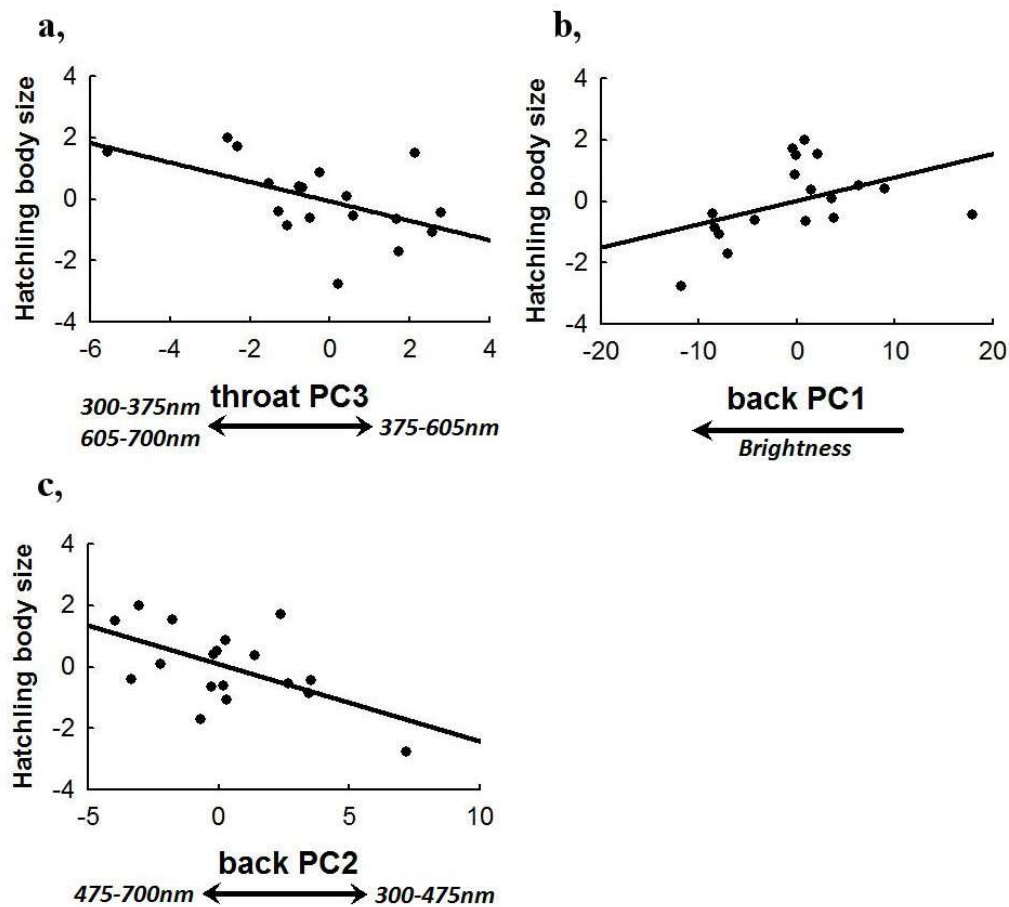 a,
Hatchling body size
4
2
0
-2
-4
-6 -4 -2 0 2 4
throat PC3
300-375nm
605-700nm
375-605nm
b,
Hatchling body size
4
2
0
-2
-4
-20 -10 0 10 20
back PC1
Brightness
c,
Hatchling body size
4
2
0
-2
-4
-5 0 5 10
back PC2
475-700nm 300-475nm